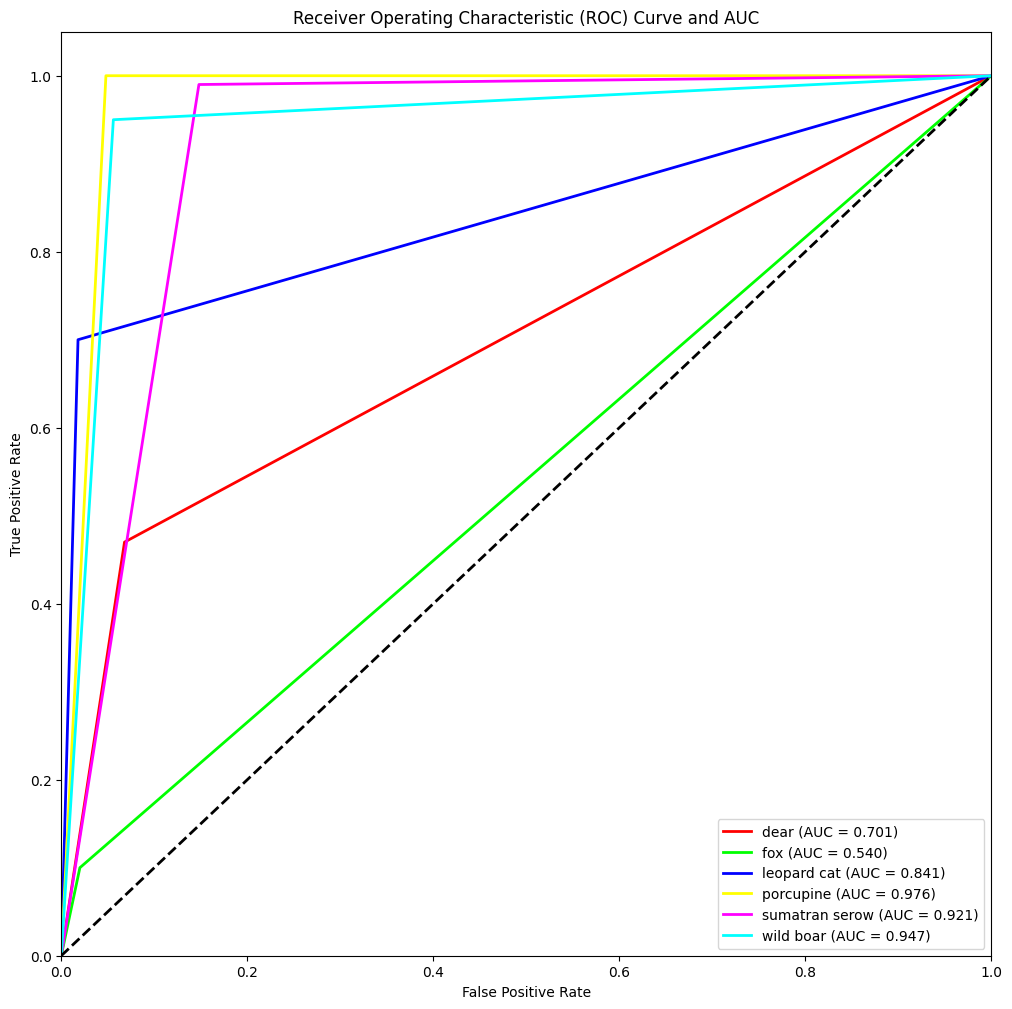 Receiver Operating Characteristic (ROC) Curve and AUC
1.0
0.8
0.6
0.4
0.2
0.0
True Positive Rate
dear (AUC = 0.701)
fox (AUC = 0.540)
leopard cat (AUC = 0.841)
porcupine (AUC = 0.976)
sumatran serow (AUC = 0.921)
wild boar (AUC = 0.947)
0.0 0.2 0.4 0.6 0.8 1.0
False Positive Rate